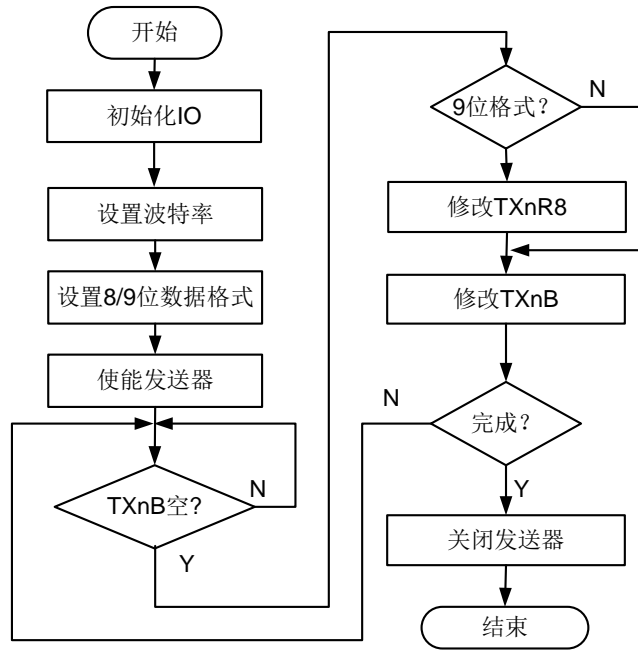 开始
初始化IO
设置波特率
设置8/9位数据格式
使能发送器
TXnB空?
N
Y
9位格式？
N
修改TXnR8
修改TXnB
完成？
N
Y
关闭发送器
结束